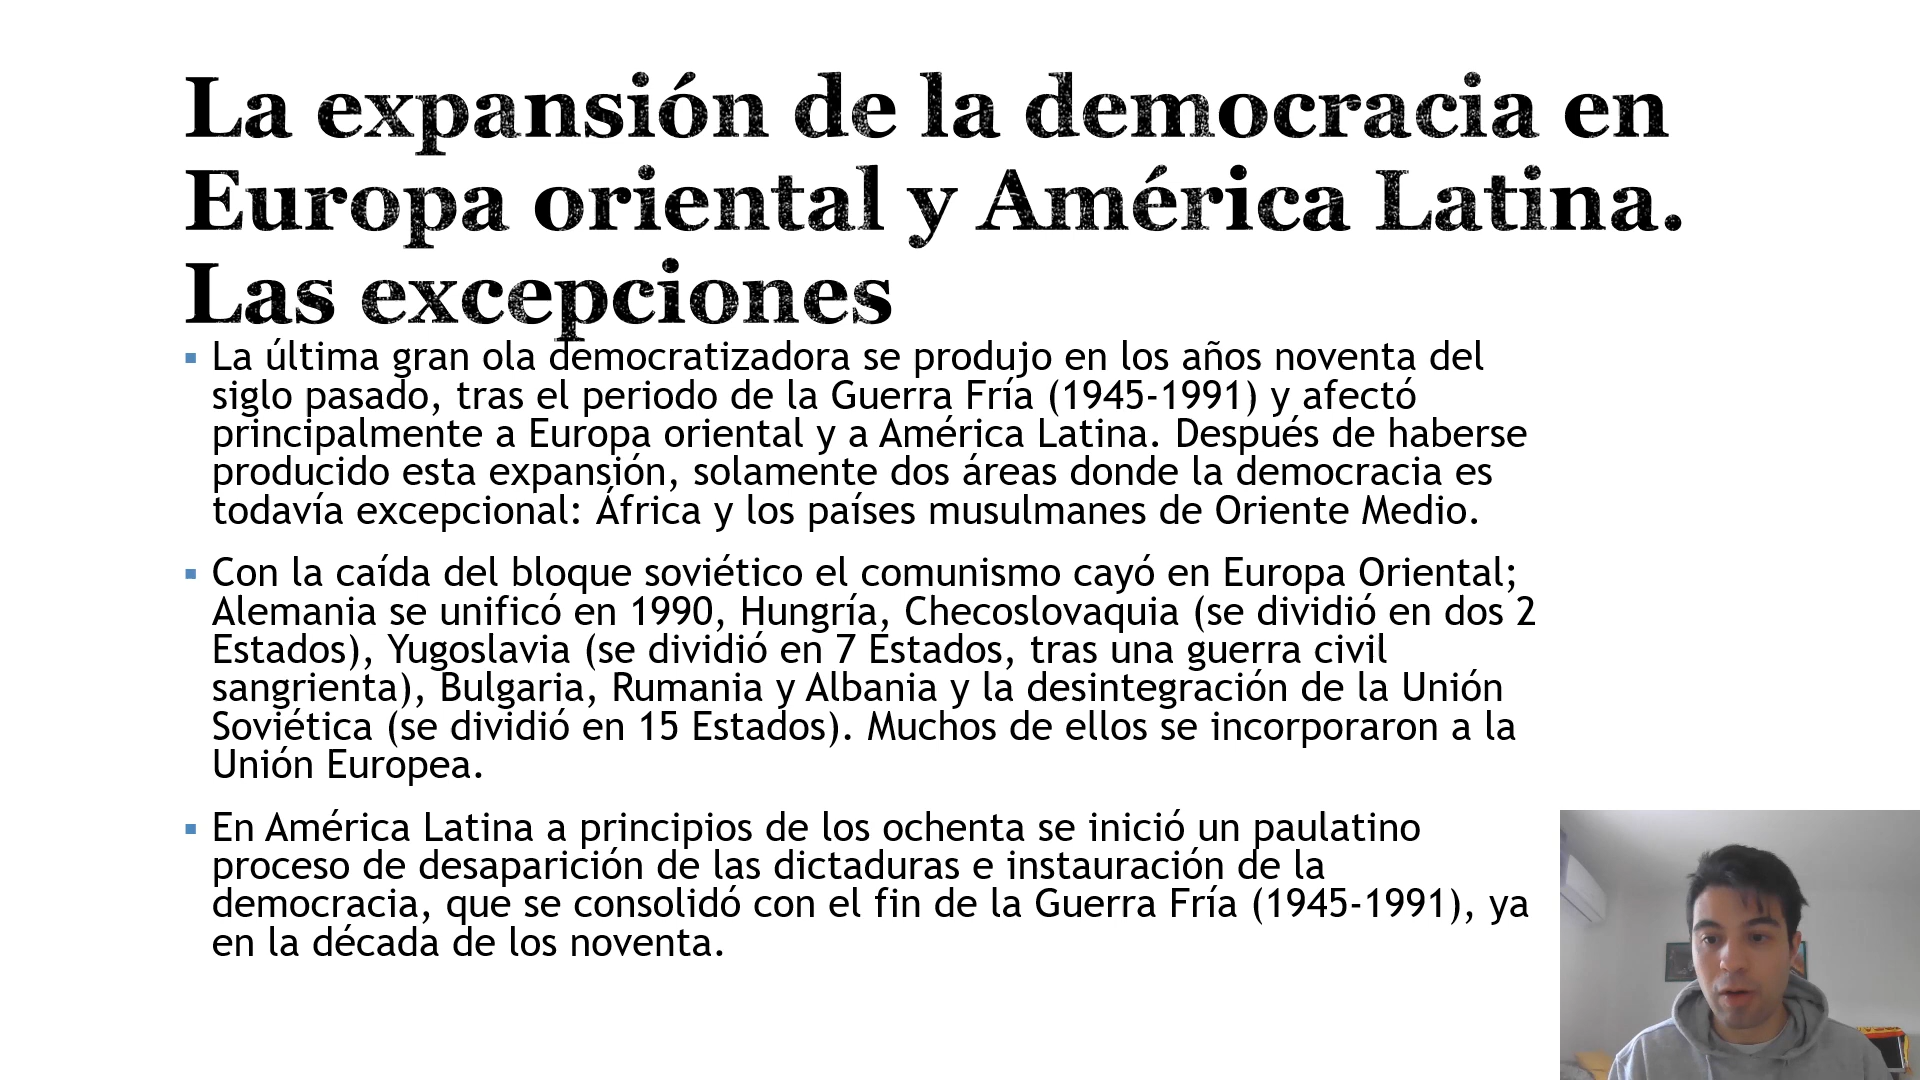 La expansión de la democracia en
Europa oriental y América Latina.
Las excepciones
La última gran ola democratizadora se produjo en los años noventa del
siglo pasado, tras el periodo de la Guerra Fría (1945-1991) y afectó
principalmente a Europa oriental y a América Latina. Después de haberse
producido esta expansión, solamente dos áreas donde la democracia es
todavía excepcional: África y los países musulmanes de Oriente Medio.
Con la caída del bloque soviético el comunismo cayó en Europa Oriental;
Alemania se unificó en 1990, Hungría, Checoslovaquia (se dividió en dos 2
Estados), Yugoslavia (se dividió en 7 Estados, tras una guerra civil
sangrienta), Bulgaria, Rumania y Albania y la desintegración de la Unión
Soviética (se dividió en 15 Estados). Muchos de ellos se incorporaron a la
Unión Europea.
En América Latina a principios de los ochenta se inició un paulatino
proceso de desaparición de las dictaduras e instauración de la
democracia, que se consolidó con el fin de la Guerra Fría (1945-1991), ya
en la década de los noventa.